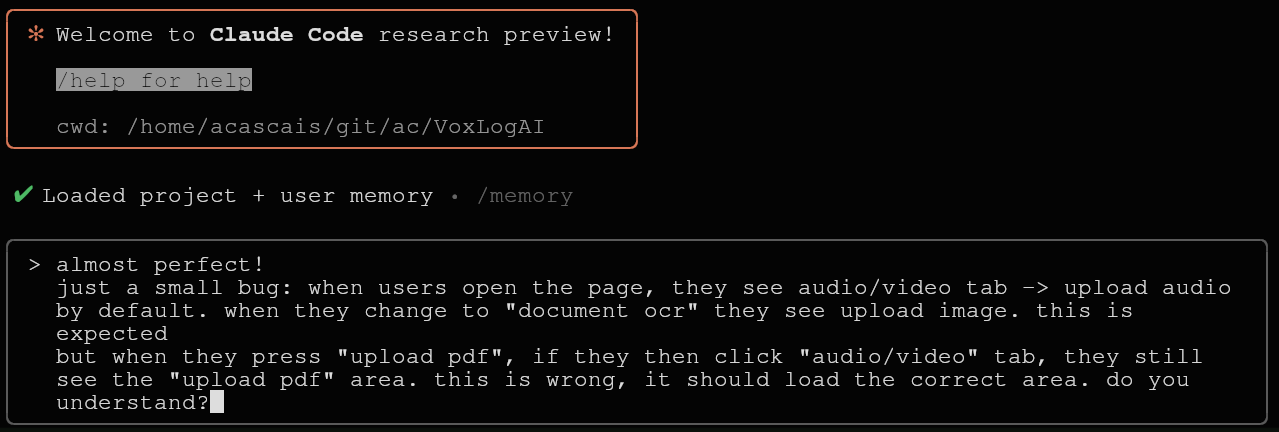 ✻ Welcome to Claude Code research preview!
/help for help
cwd: /home/acascais/git/ac/VoxLogAI
✔ Loaded project + user memory • /memory
> almost perfect!
just a small bug: when users open the page, they see audio/video tab -> upload audio
by default. when they change to "document ocr" they see upload image. this is
expected
but when they press "upload pdf", if they then click "audio/video" tab, they still
see the "upload pdf" area. this is wrong, it should load the correct area. do you
understand?